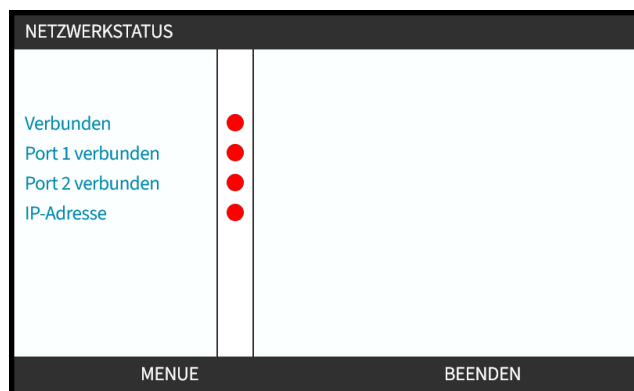 NETZWERKSTATUS
Verbunden
Port 1 verbunden
Port 2 verbunden
IP-Adresse
MENUE BEENDEN